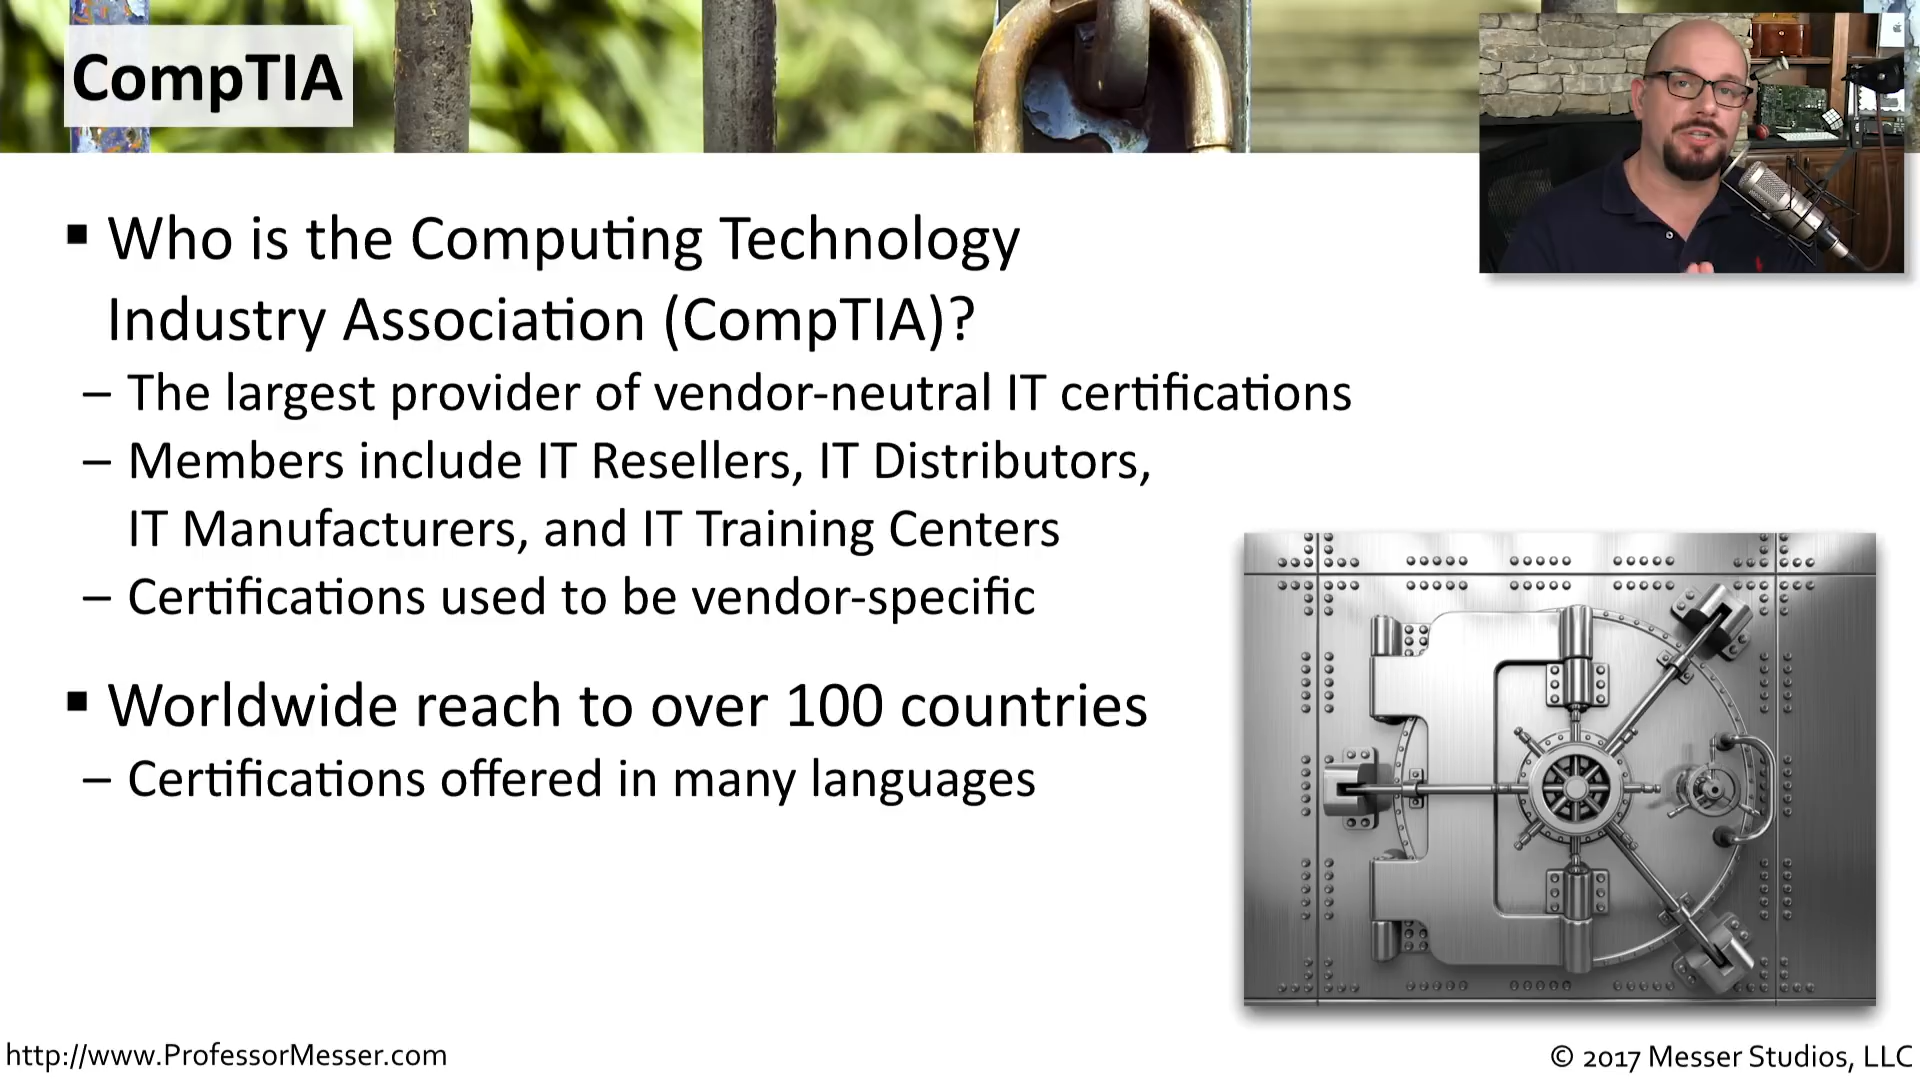 CompTIA
▪ Who is the Computing Technology
Industry Association (CompTIA)?
– The largest provider of vendor-neutral IT certifications
– Members include IT Resellers, IT Distributors,
IT Manufacturers, and IT Training Centers
– Certifications used to be vendor-specific
▪ Worldwide reach to over 100 countries
– Certifications offered in many languages
http://www.ProfessorMesser.com
© 2017 Messer Studios, LLC